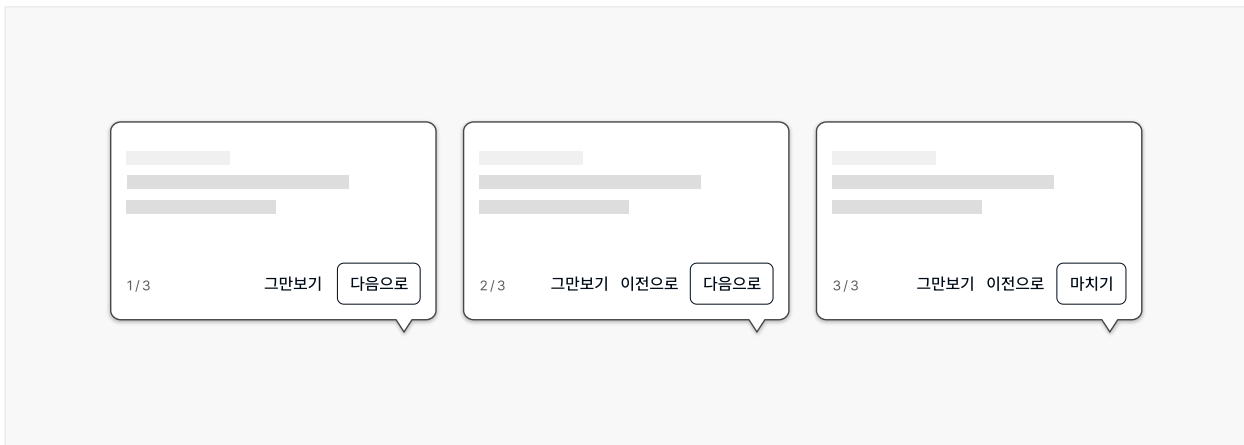 1/3 그만보기 다음으로
2/3 그만보기 이전으로 다음으로
3/3 그만보기 이전으로 마치기